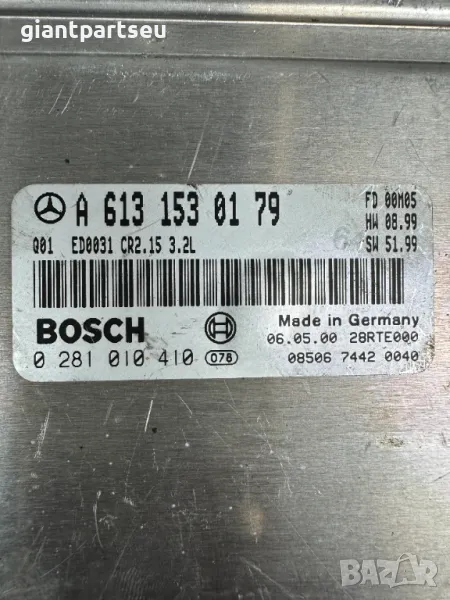 giantpartseu
A 613 153 01 79
FD 00M05
HW 08.99
Q01 ED0031 CR2.15 3.2L
SW 51.99
BOSCH
Made in Germany
06.05.00 28RTE000
0 281 010 410 078
08506 7442 0040
BAZAR